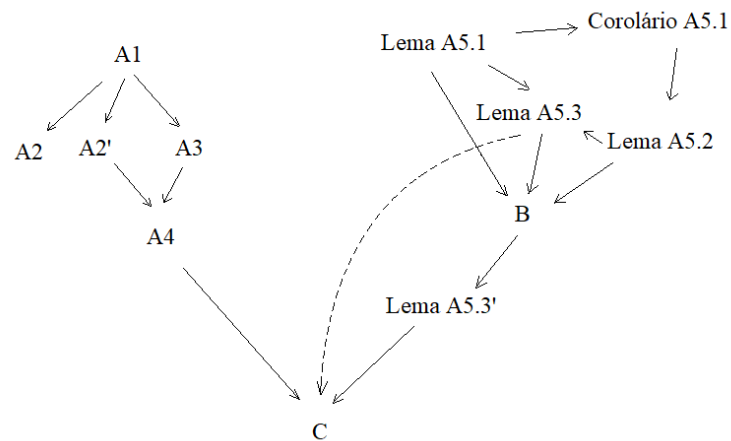 Corolário A5.1
Lema A5.1
A1
Lema A5.3
Lema A5.2
A2
A2'
A3
B
A4
Lema A5.3'
C